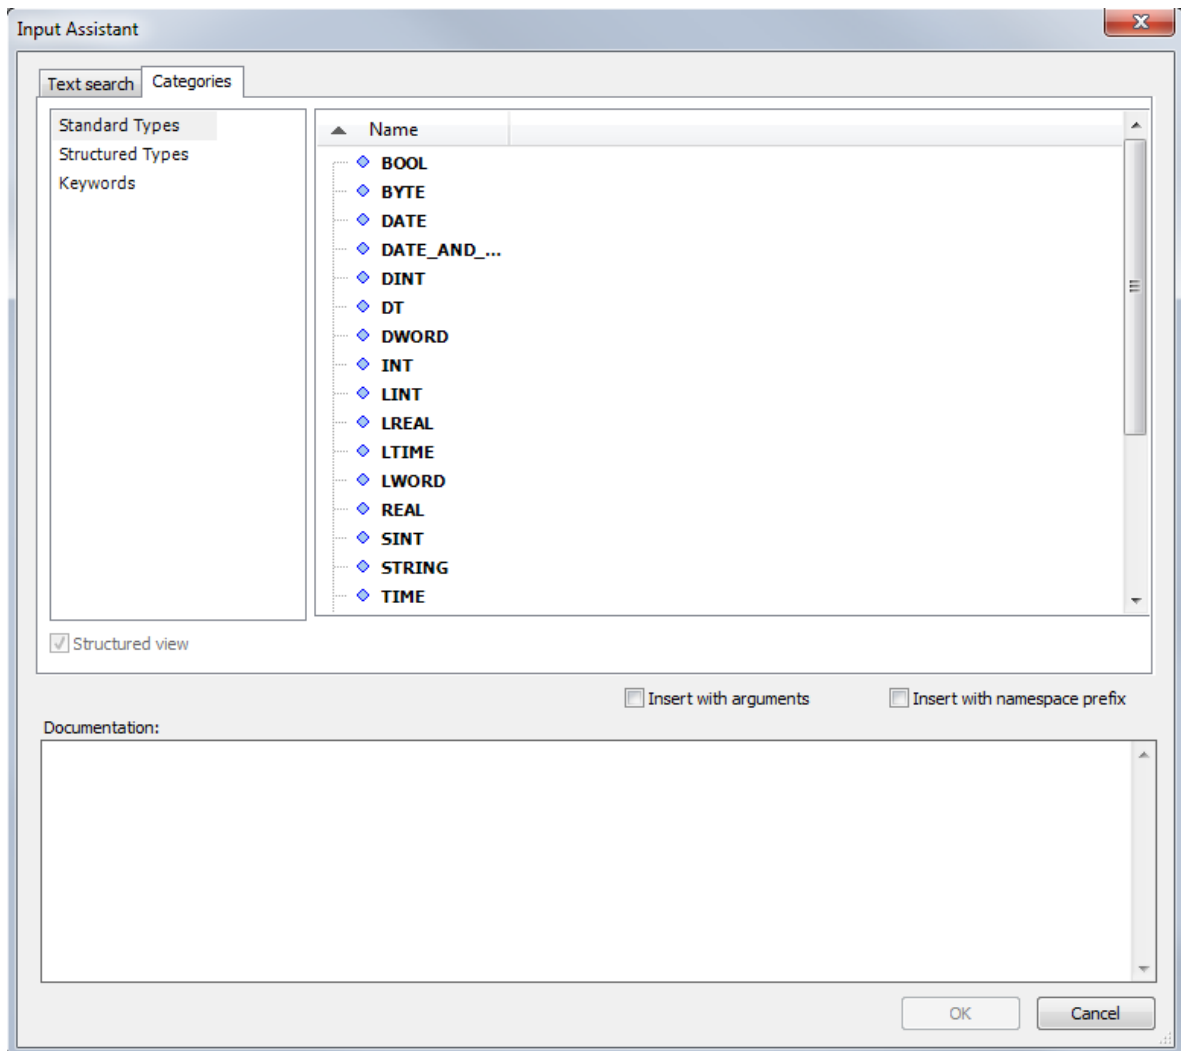 Input Assistant
Text search
Categories
Standard Types
Structured Types
Keywords
Name
BOOL
BYTE
DATE
DATE_AND_...
DINT
DT
DWORD
INT
LINT
LREAL
LTIME
LWORD
REAL
SINT
STRING
TIME
Structured view
Insert with arguments
Insert with namespace prefix
Documentation:
OK
Cancel